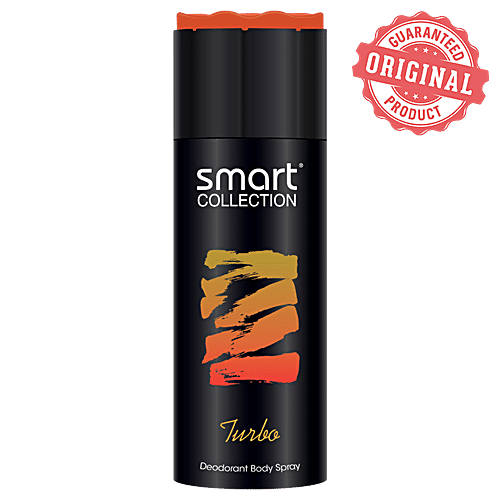 GUARANTEED
ORIGINAL
PRODUCT
smart®
COLLECTION
Turbo
Deodorant Body Spray